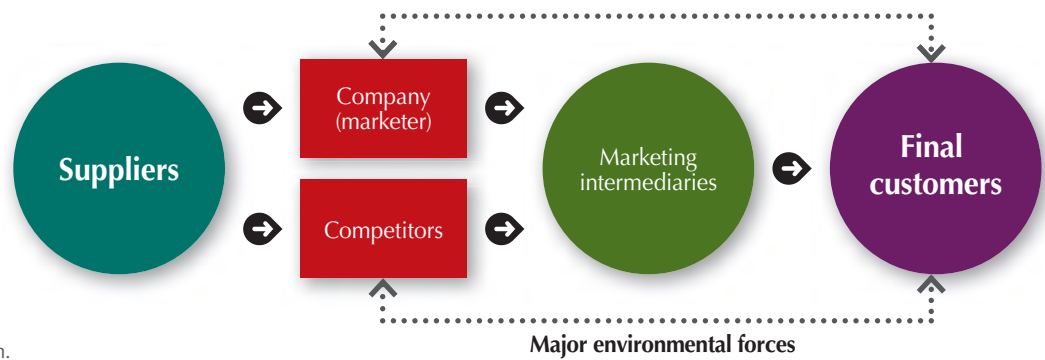 Suppliers
Company
(marketer)
Competitors
Marketing
intermediaries
Final
customers
Major environmental forces